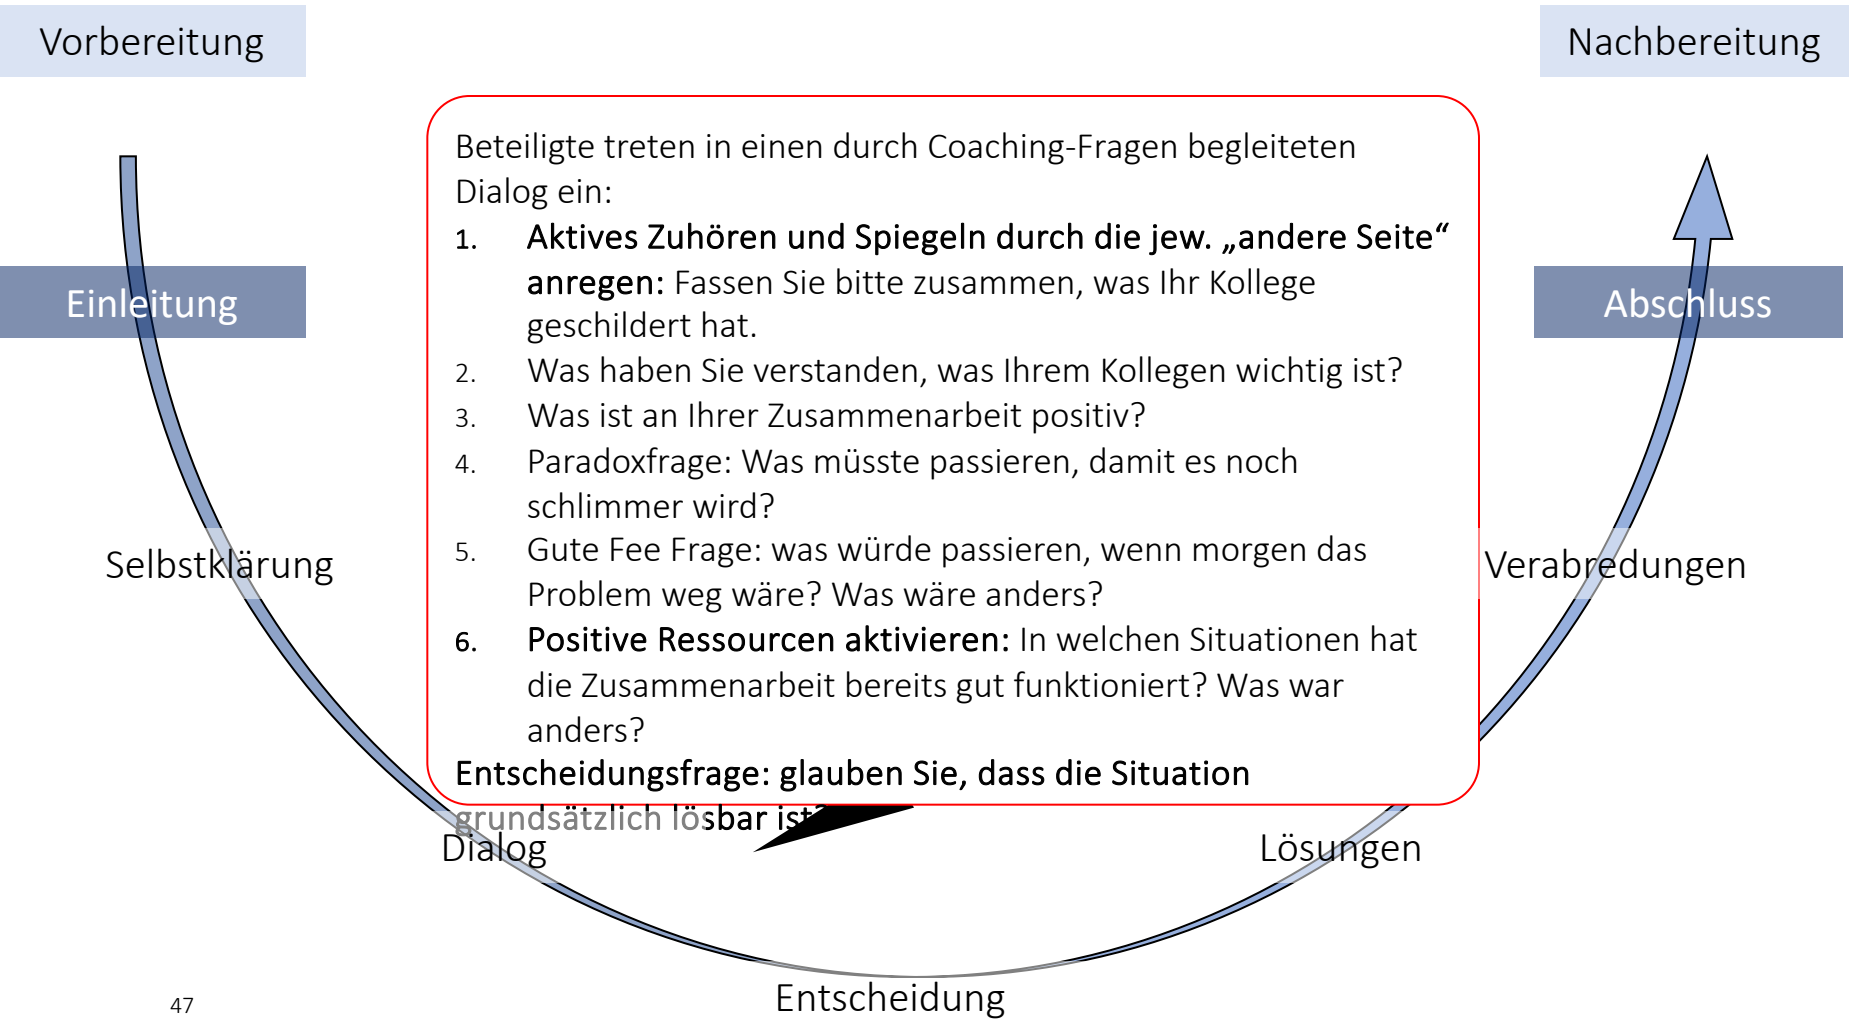 Vorbereitung
Nachbereitung
Beteiligte treten in einen durch Coaching-Fragen begleiteten
Dialog ein:
1. Aktives Zuhören und Spiegeln durch die jew. „andere Seite“
anregen: Fassen Sie bitte zusammen, was Ihr Kollege
geschildert hat.
2. Was haben Sie verstanden, was Ihrem Kollegen wichtig ist?
3. Was ist an Ihrer Zusammenarbeit positiv?
4. Paradoxfrage: Was müsste passieren, damit es noch
schlimmer wird?
5. Gute Fee Frage: was würde passieren, wenn morgen das
Problem weg wäre? Was wäre anders?
6. Positive Ressourcen aktivieren: In welchen Situationen hat
die Zusammenarbeit bereits gut funktioniert? Was war
anders?
Entscheidungsfrage: glauben Sie, dass die Situation
grundsätzlich lösbar ist?
Einleitung
Abschluss
Selbstklärung
Verabredungen
Dialog
Lösungen
Entscheidung
47